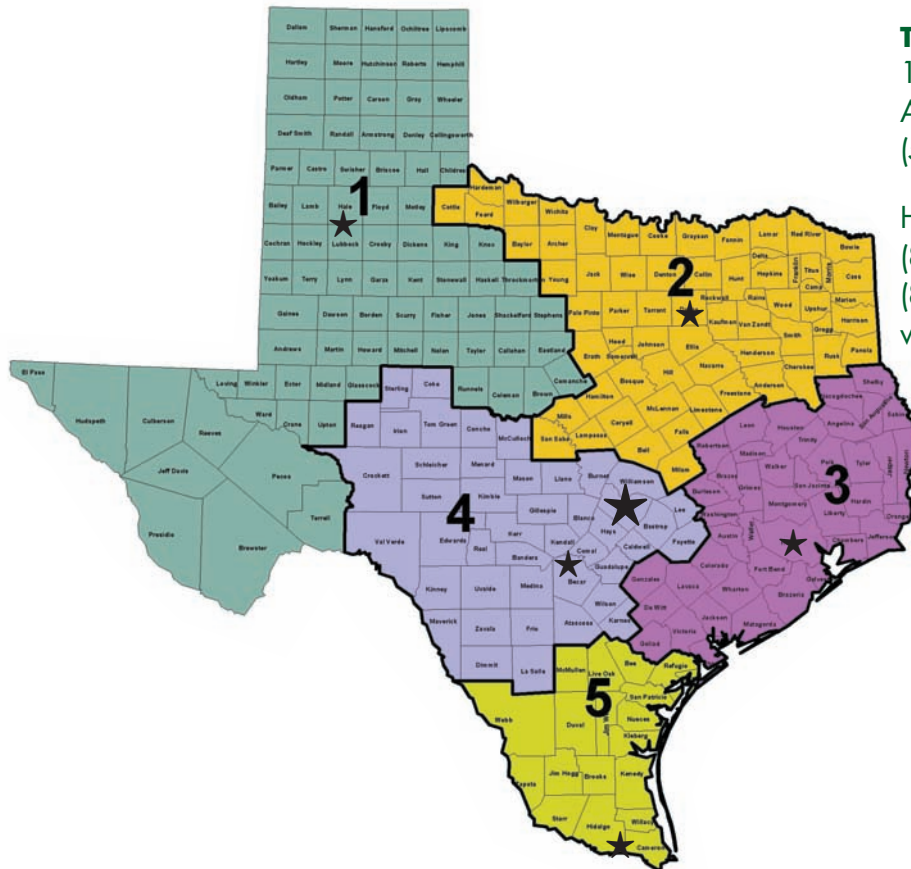 T
1
A
(
H
(8
(8
v
Dallam Sherman Hansford Ochiltree Lipscomb
Hartley Moore Hutchinson Roberts Hemphill
Oldham Potter Carson Gray Wheeler
Deaf Smith Randall Armstrong Donley Collingsworth
Parmer Castro Swisher Briscoe Hall Childress
1
Bailey Lamb Hale Floyd Motley
Cochran Hockley Lubbock Crosby Dickens King Knox
Yoakum Terry Lynn Garza Kent Stonewall Haskell Throckmorton
Gaines Dawson Borden Scurry Fisher Jones Shackelford Stephens
Andrews Martin Howard Mitchell Nolan Taylor Callahan Eastland
El Paso Loving Winkler Ector Midland Glasscock Runnels Coleman Brown Comanche
Hudspeth Culberson Reeves Ward Crane Upton
Jeff Davis Pecos
Presidio Brewster Terrell
Cottle Hardeman Foard Wilbarger Wichita
Clay Montague Cooke Grayson Fannin Lamar Red River Bowie
Baylor Archer Delta Franklin Titus Morris Cass
Young Jack Wise Denton Collin Hunt Hopkins Camp
2
Rockwall Rains Wood Upshur Marion
Palo Pinto Parker Tarrant Kaufman Van Zandt Smith Gregg Harrison
Hood Somervell Johnson Ellis Henderson Rusk Panola
Erath Bosque Hill Navarro Anderson Cherokee
Hamilton McLennan Limestone Freestone
Mills Coryell Falls
San Saba Lampasas Bell Milam
Shelby
Nacogdoches San Augustine
Leon Houston Angelina Sabine
Robertson Madison Trinity
Brazos Walker Polk Tyler Jasper Newton
Burleson Grimes San Jacinto
3
Washington Montgomery Liberty Hardin Orange
Austin Waller Chambers Jefferson
Colorado Fort Bend
Gonzales Lavaca Wharton Brazoria
De Witt Jackson Matagorda
Goliad Victoria
Sterling Coke
Reagan Irion Tom Green Concho McCulloch
Crockett Schleicher Menard Mason Llano Burnet Williamson
Sutton Kimble Gillespie Blanco Hays Bastrop Lee
4
Val Verde Edwards Real Kerr Kendall Comal Caldwell Fayette
Bandera Bexar Guadalupe
Kinney Uvalde Medina Wilson
Maverick Zavala Frio Atascosa Karnes
Dimmit La Salle
McMullen Live Oak Bee Refugio
5
Webb Duval San Patricio
Nueces
Kleberg
Zapata Jim Hogg Brooks Kenedy
Starr Hidalgo Willacy
Cameron